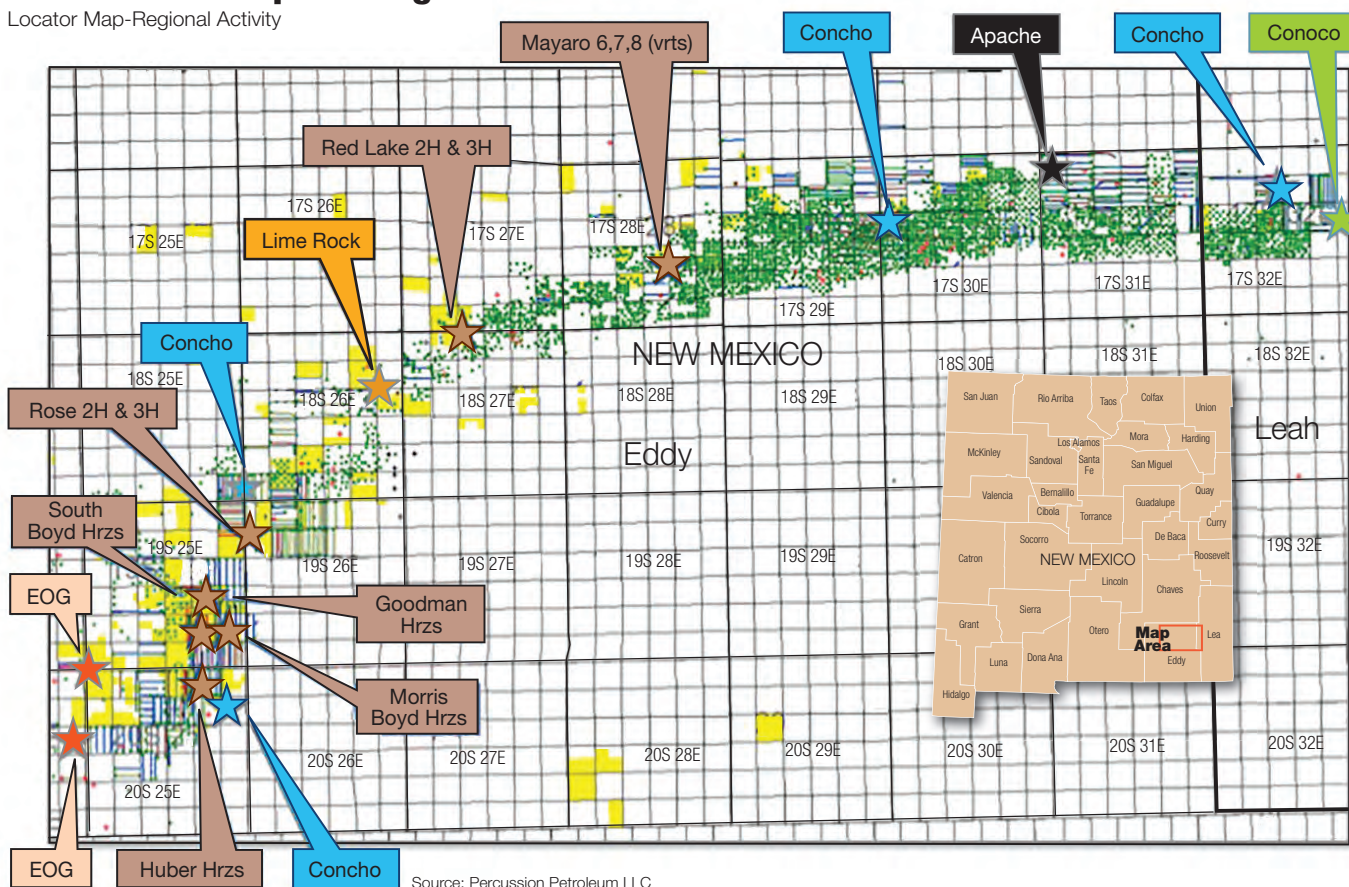 Locator Map-Regional Activity
Mayaro 6,7,8 (vrts)
Concho
Apache
Concho
Conoco
Red Lake 2H & 3H
17S 25E
17S 26E
17S 27E
17S 28E
17S 29E
17S 30E
17S 31E
17S 32E
Lime Rock
Concho
NEW MEXICO
18S 25E
18S 26E
18S 27E
18S 28E
18S 29E
18S 30E
18S 31E
18S 32E
Rose 2H & 3H
Eddy
Leah
South
Boyd Hrzs
19S 25E
19S 26E
19S 27E
19S 28E
19S 29E
19S 32E
EOG
Goodman
Hrzs
Morris
Boyd Hrzs
20S 25E
20S 26E
20S 27E
20S 28E
20S 29E
20S 30E
20S 31E
20S 32E
EOG
Huber Hrzs
Concho
San Juan
Rio Arriba
Taos
Colfax
Union
Los Alamos
Mora
Harding
McKinley
Sandoval
Santa
Fe
San Miguel
Quay
Valencia
Bernalillo
Guadalupe
Cibola
Torrance
Curry
Socorro
De Baca
Catron
NEW MEXICO
Roosevelt
Lincoln
Chaves
Sierra
Grant
Otero
Map
Area
Lea
Luna
Dona Ana
Eddy
Hidalgo
Source: Percussion Petroleum LLC